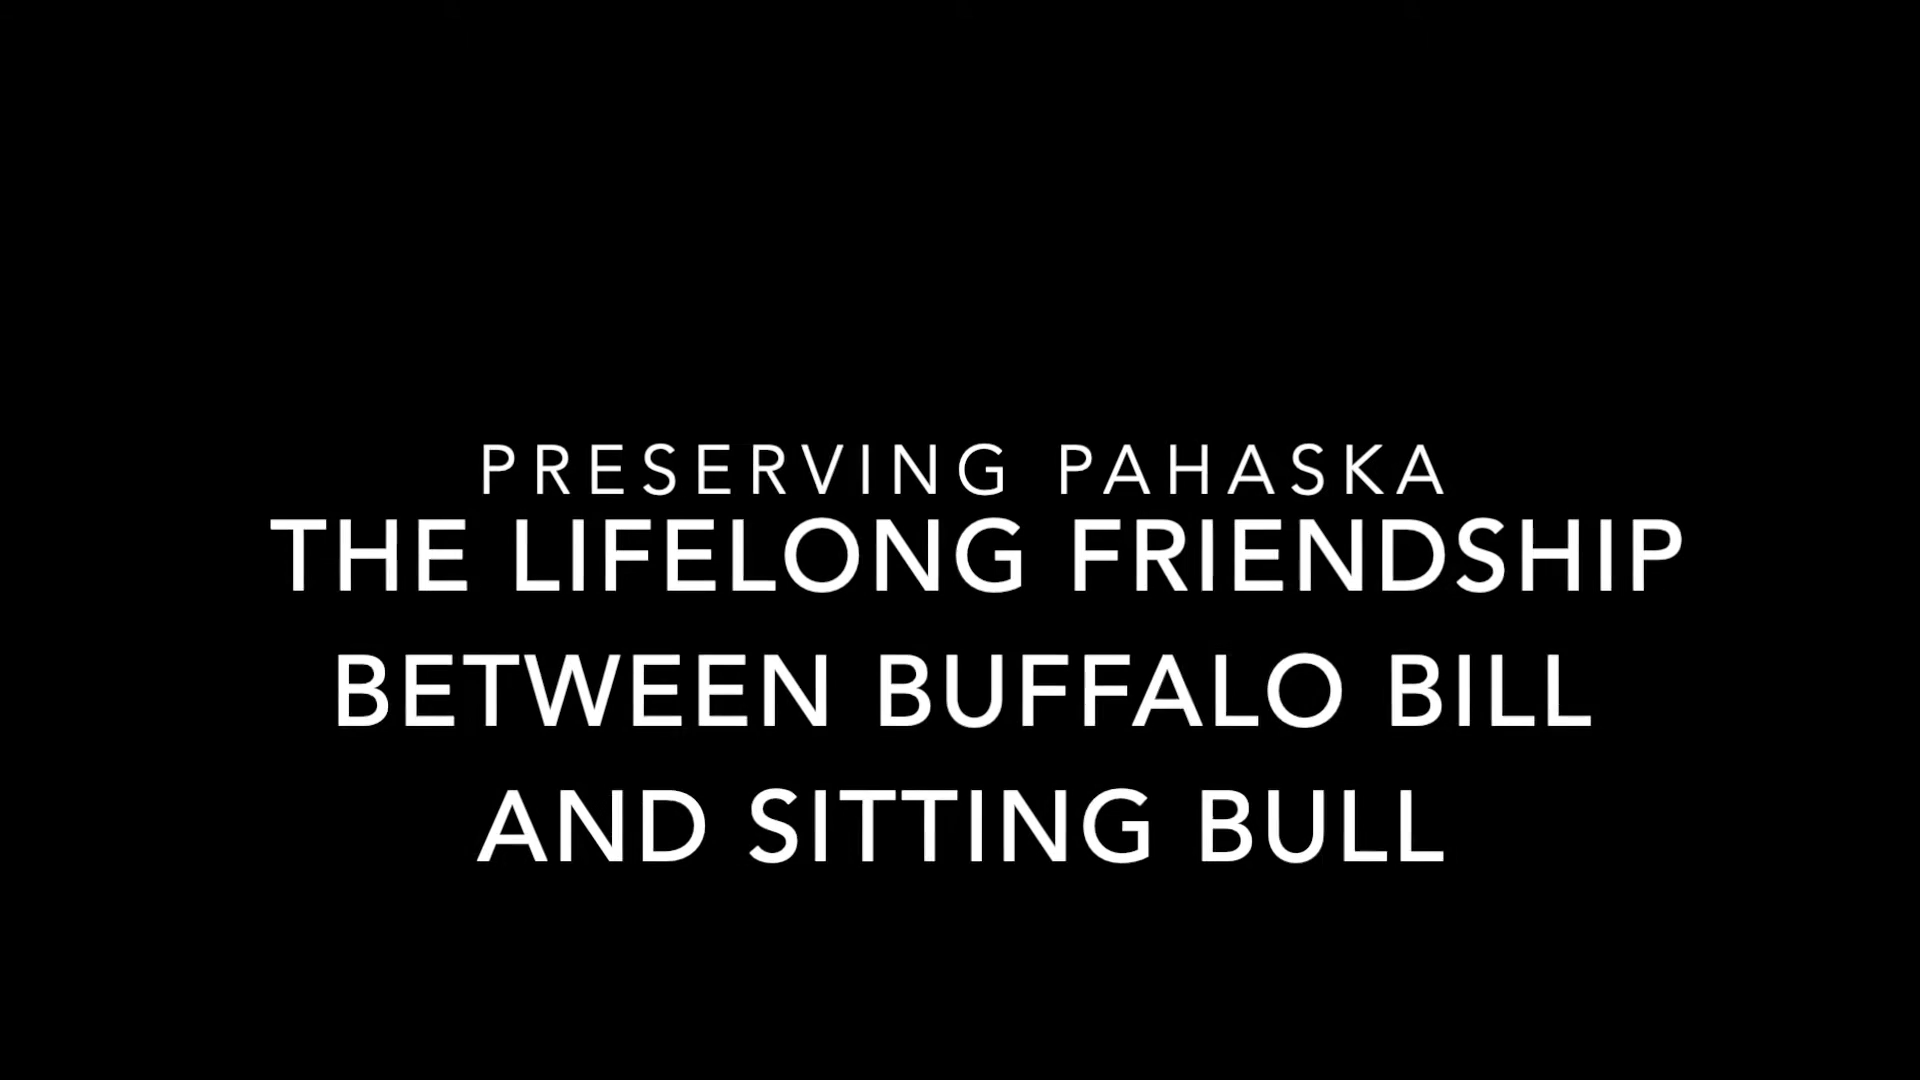 PRESERVING PAHASKA
THE LIFELONG FRIENDSHIP
BETWEEN BUFFALO BILL
AND SITTING BULL